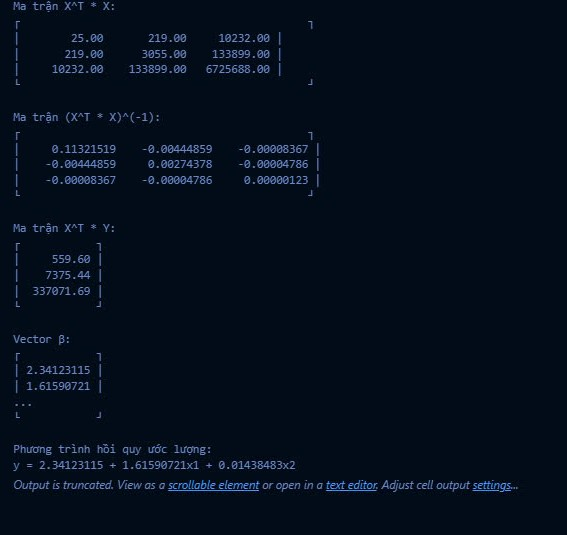 Ma trận X^T * X:
┌ ┐
│ 25.00 219.00 10232.00 │
│ 219.00 3055.00 133899.00 │
│ 10232.00 133899.00 6725688.00 │
└ ┘
Ma trận (X^T * X)^(-1):
┌ ┐
│ 0.11321519 -0.00444859 -0.00008367 │
│ -0.00444859 0.00274378 -0.00004786 │
│ -0.00008367 -0.00004786 0.00000123 │
└ ┘
Ma trận X^T * Y:
┌ ┐
│ 559.60 │
│ 7375.44 │
│ 337071.69 │
└ ┘
Vector β:
┌ ┐
│ 2.34123115 │
│ 1.61590721 │
...
└ ┘
Phương trình hồi quy ước lượng:
y = 2.34123115 + 1.61590721x1 + 0.01438483x2
Output is truncated. View as a scrollable element or open in a text editor. Adjust cell output settings...